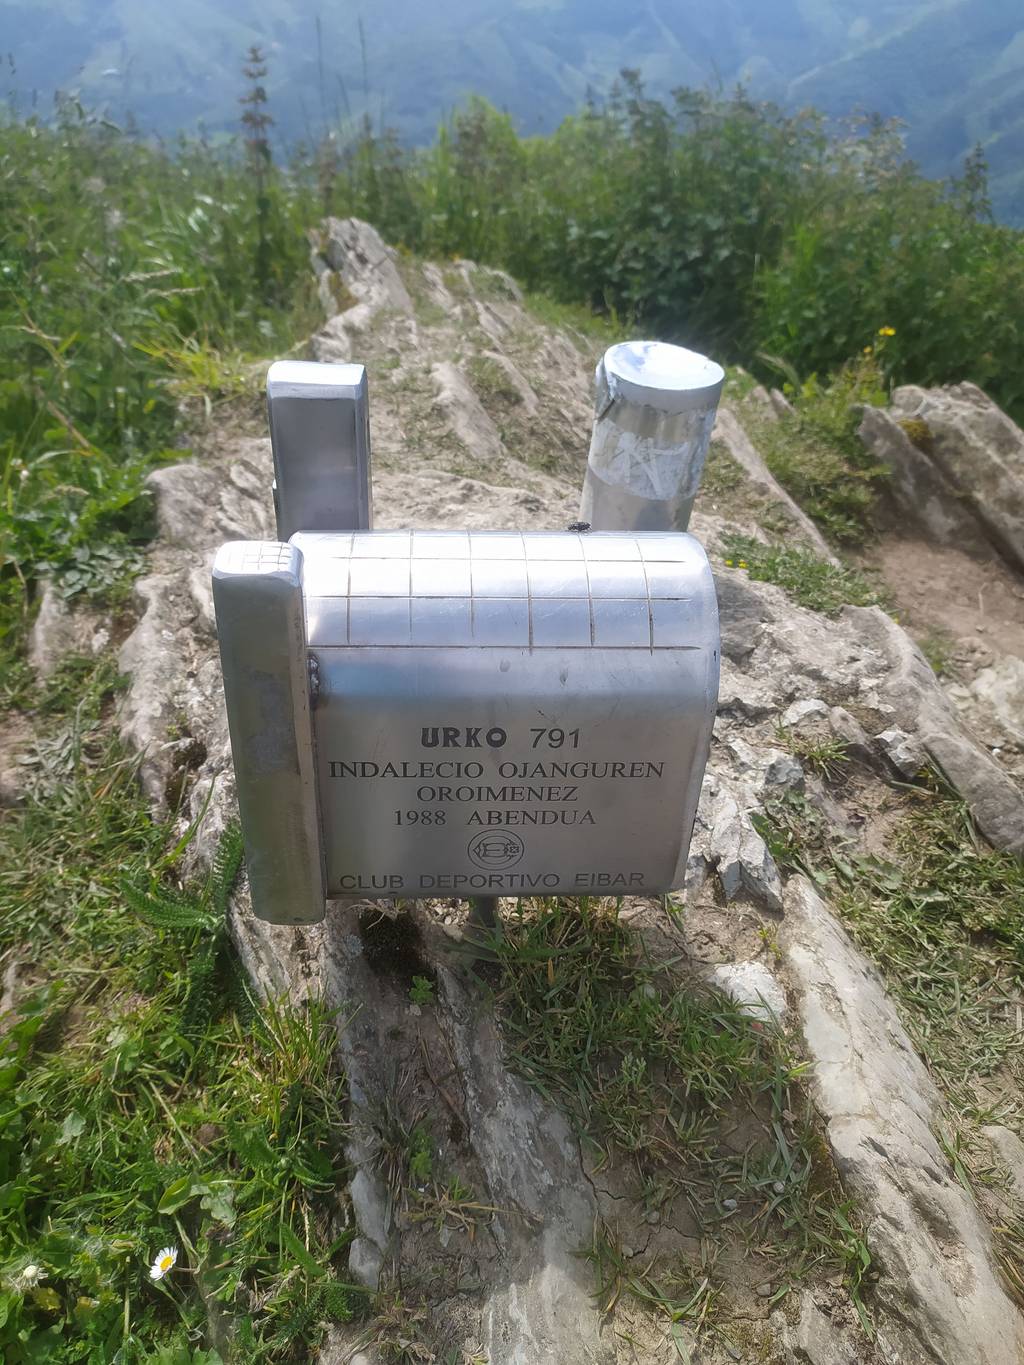 URKO 791
INDALECIO OJANGUREN
OROIMENEZ
1988 ABENDUA
CLUB DEPORTIVO EIBAR